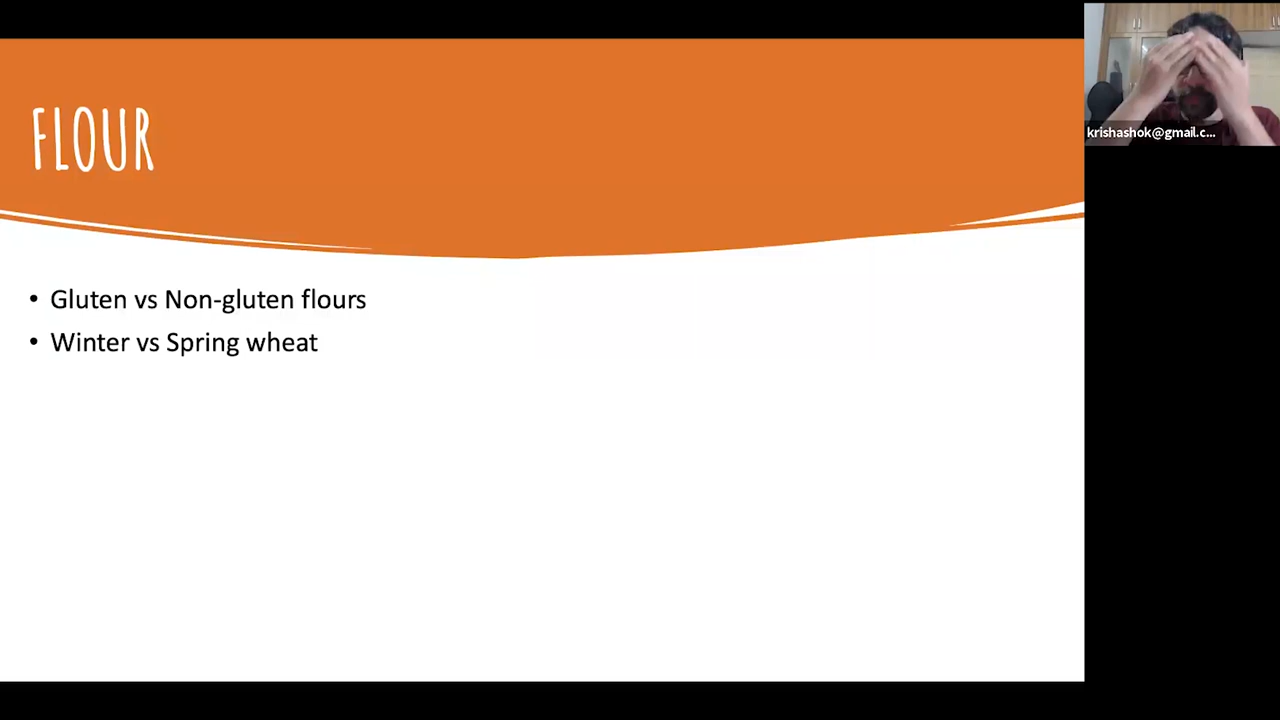 FLOUR
• Gluten vs Non-gluten flours
• Winter vs Spring wheat
krishashok@gmail.c...